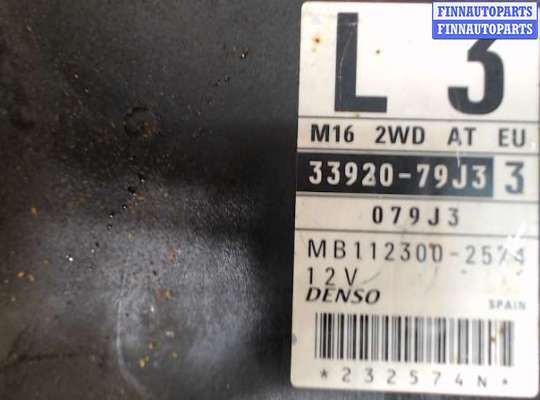 FINNAUTOPARTS
FINNAUTOPARTS
L 3
M16 2WD AT EU
33920-79J3 3
079J3
MB112300-2574
12V
DENSO
SPAIN
*232574N*